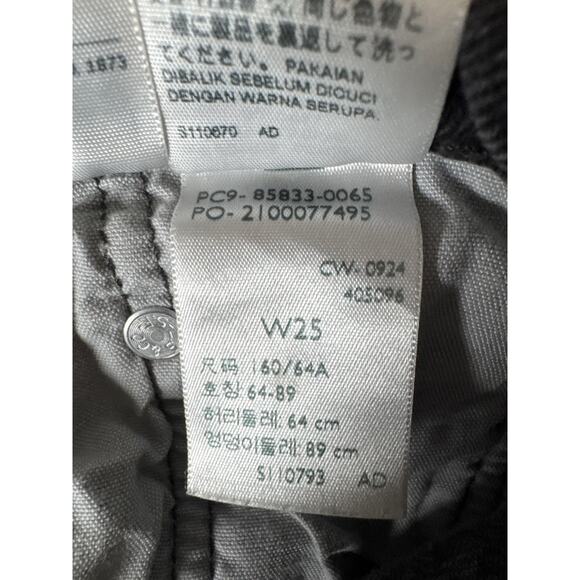 1873
一緒に製品を裏返して洗っ
てください。PAKAIAN
DIBALIK SEBELUM DICUCI
DENGAN WARNA SERUPA.
S110670 AD
PC9- 85833-0065
PO- 2100077495
CW- 0924
405096
W25
尺码 160/64A
호칭 64-89
허리둘레: 64 cm
엉덩이둘레: 89 cm
S110793 AD